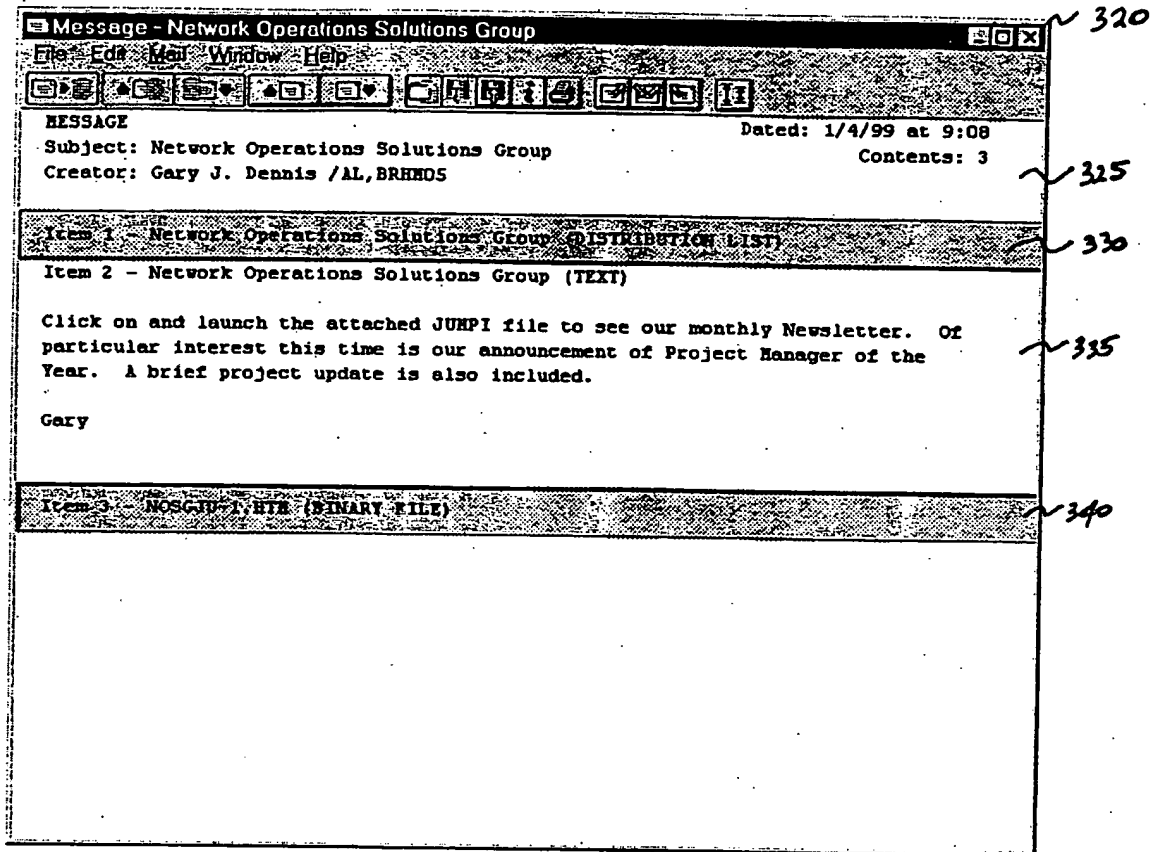 Message - Network Operations Solutions Group
320
File Edit Mail Window Help
MESSAGE
Dated: 1/4/99 at 9:08
Subject: Network Operations Solutions Group
Contents: 3
Creator: Gary J. Dennis /AL,BRHM05
325
Item 1 - Network Operations Solutions Group (DISTRIBUTION LIST)
330
Item 2 - Network Operations Solutions Group (TEXT)
Click on and launch the attached JUMPI file to see our monthly Newsletter. Of
particular interest this time is our announcement of Project Manager of the
335
Year. A brief project update is also included.
Gary
Item 3 - (BINARY FILE)
340